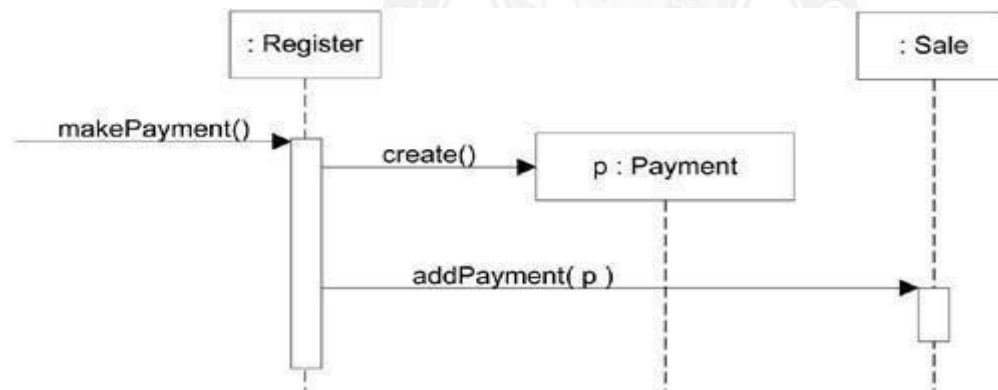 : Register
: Sale
makePayment()
create()
p : Payment
addPayment( p )